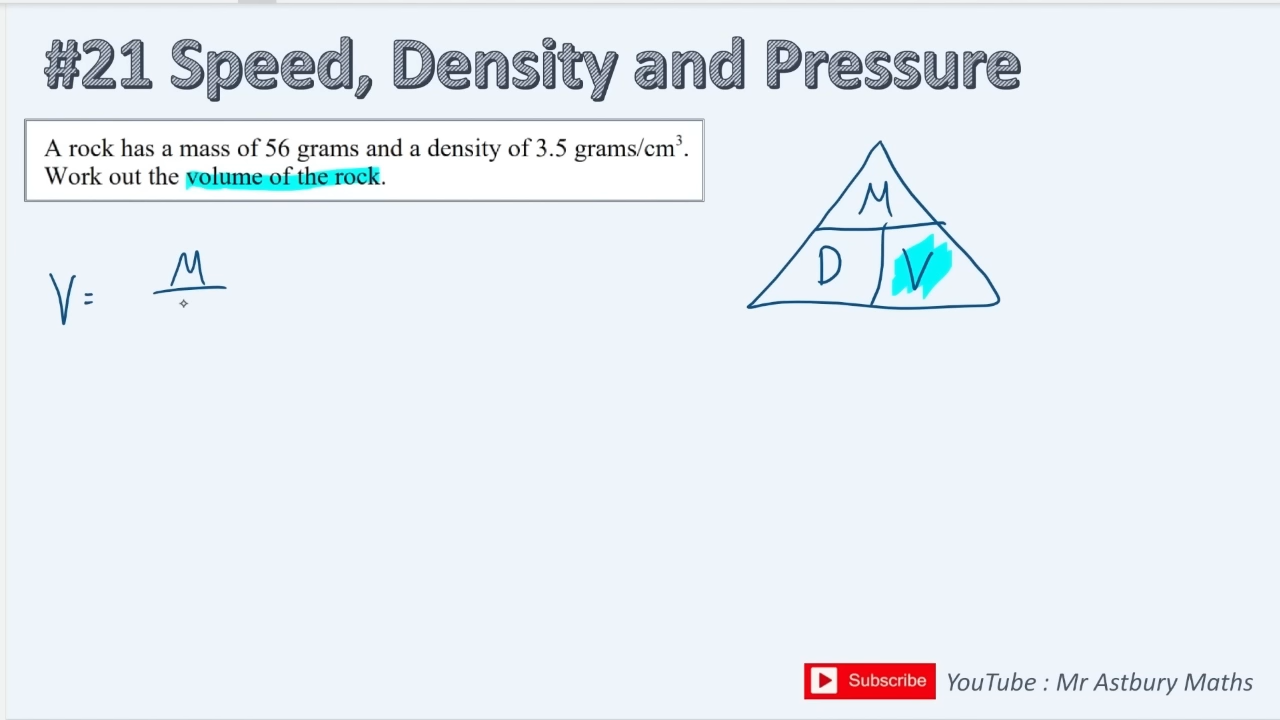 #21 Speed, Density and Pressure
A rock has a mass of 56 grams and a density of 3.5 grams/cm³.
Work out the volume of the rock.
M
D V
V = M
Subscribe YouTube : Mr Astbury Maths